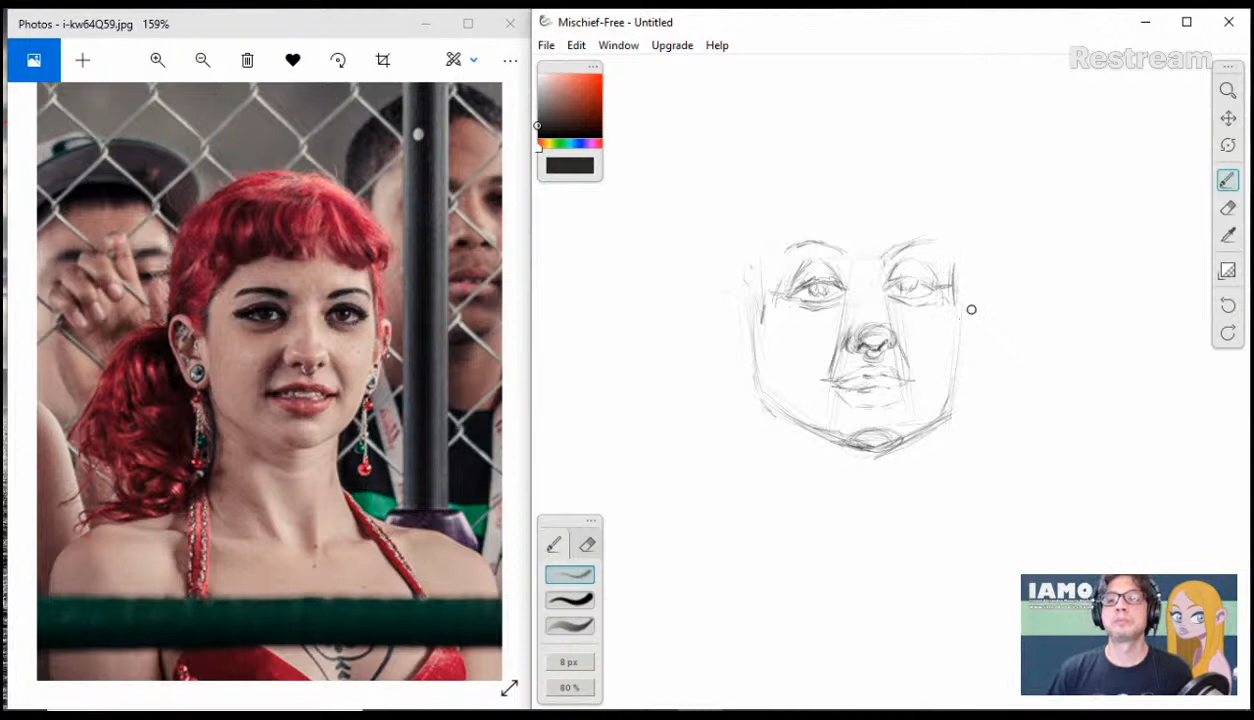 Photos - i-kw64Q59.jpg 159%
Mischief-Free - Untitled
File Edit Window Upgrade Help
Restream
8 px
80 %
IAMO